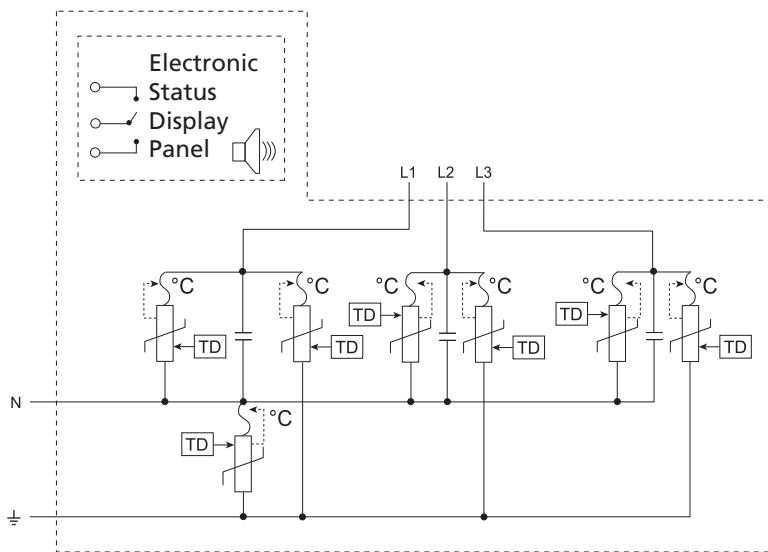 Electronic
Status
Display
Panel
L1 L2 L3
°C °C °C °C °C °C
TD TD TD TD TD TD
N
°C
TD